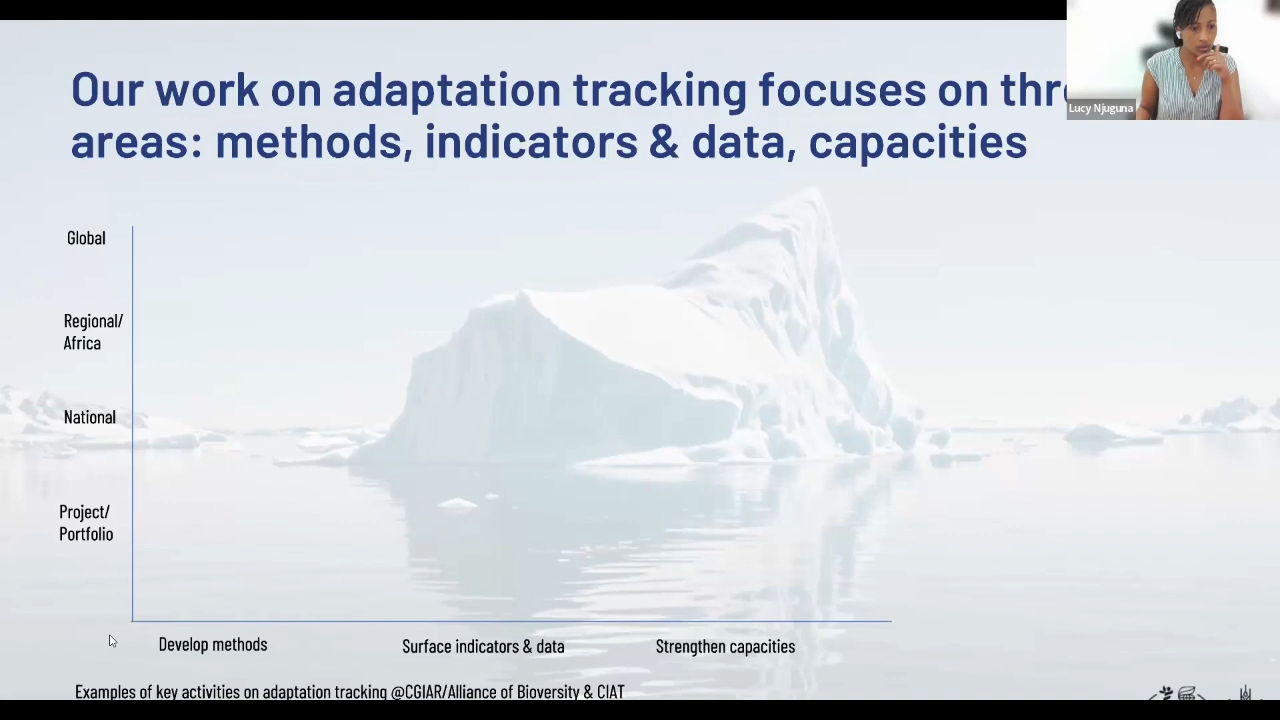 Our work on adaptation tracking focuses on
areas: methods, indicators & data, capacities
Lucy Njuguna
Global
Regional/
Africa
National
Project/
Portfolio
Develop methods
Surface indicators & data
Strengthen capacities
Examples of key activities on adaptation tracking @CGIAR/Alliance of Bioversity & CIAT